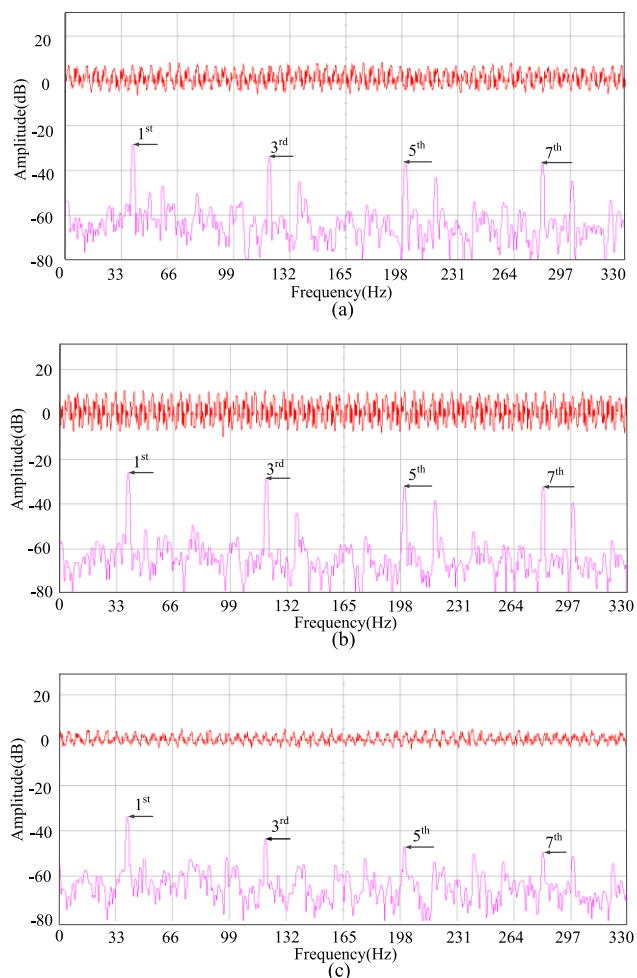 20
0
-20
-40
-60
-80
Amplitude(dB)
1st
3rd
5th
7th
0 33 66 99 132 165 198 231 264 297 330
Frequency(Hz)
(a)
20
0
-20
-40
-60
-80
Amplitude(dB)
1st
3rd
5th
7th
0 33 66 99 132 165 198 231 264 297 330
Frequency(Hz)
(b)
20
0
-20
-40
-60
-80
Amplitude(dB)
1st
3rd
5th
7th
0 33 66 99 132 165 198 231 264 297 330
Frequency(Hz)
(c)